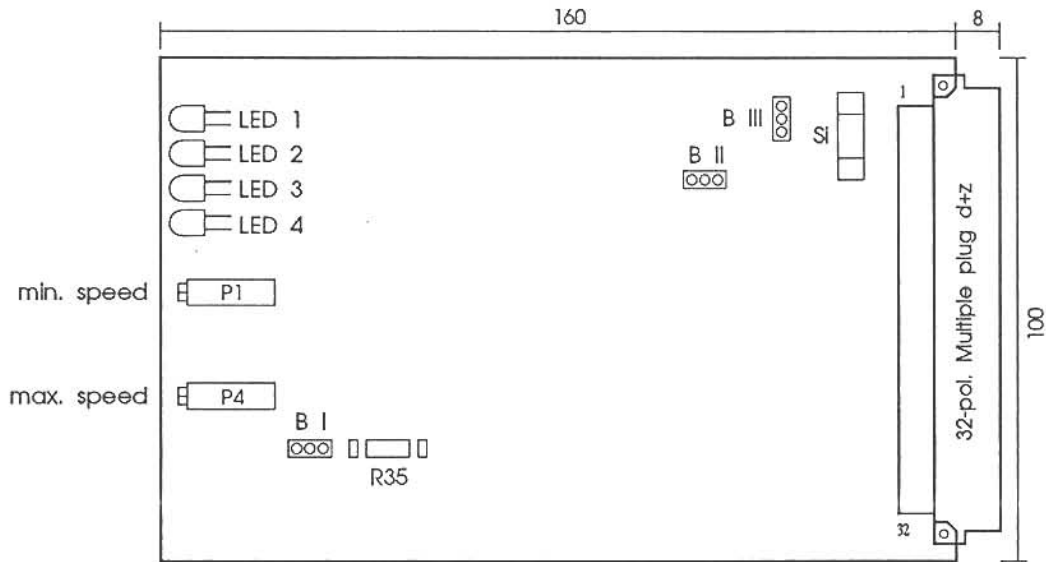 160
8
1
LED 1
B III
Si
LED 2
B II
LED 3
LED 4
32-pol. Multiple plug d+z
min. speed
P1
100
max. speed
P4
B I
R35
32